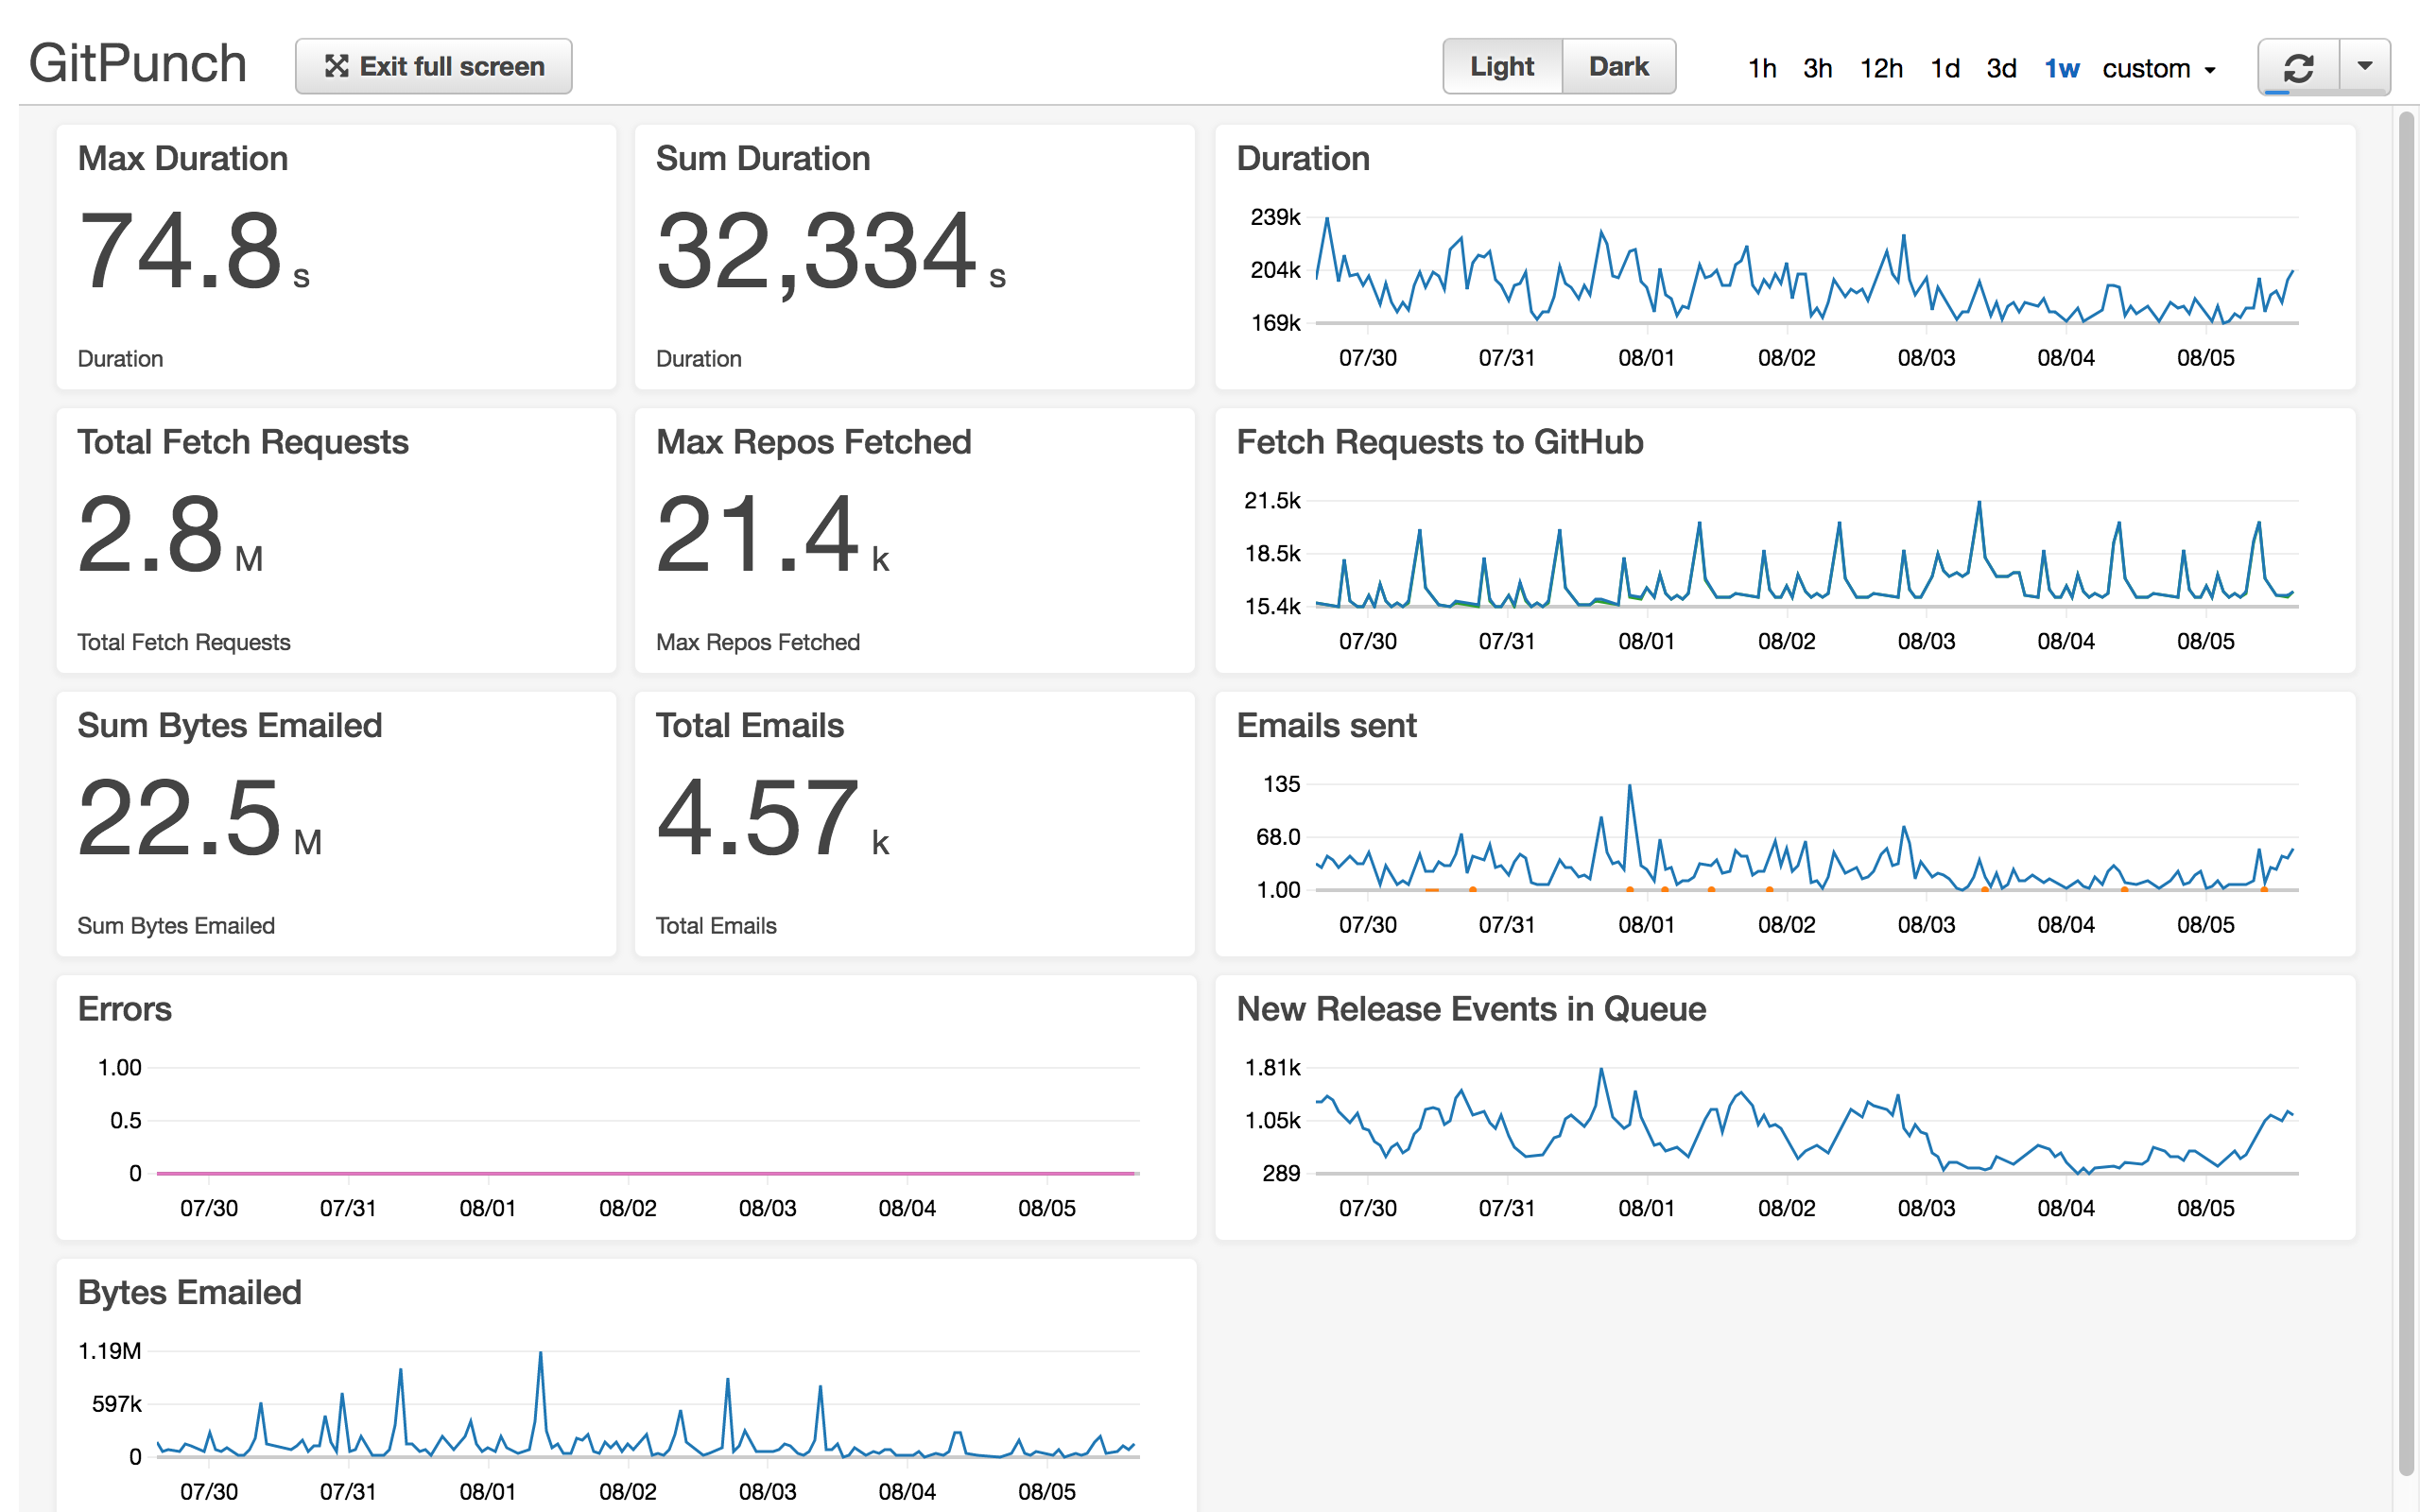 GitPunch
Exit full screen
Light Dark
1h 3h 12h 1d 3d 1w custom
Max Duration
74.8 s
Duration
Sum Duration
32,334 s
Duration
Duration
239k
204k
169k
07/30 07/31 08/01 08/02 08/03 08/04 08/05
Total Fetch Requests
2.8 M
Total Fetch Requests
Max Repos Fetched
21.4 k
Max Repos Fetched
Fetch Requests to GitHub
21.5k
18.5k
15.4k
07/30 07/31 08/01 08/02 08/03 08/04 08/05
Sum Bytes Emailed
22.5 M
Sum Bytes Emailed
Total Emails
4.57 k
Total Emails
Emails sent
135
68.0
1.00
07/30 07/31 08/01 08/02 08/03 08/04 08/05
Errors
1.00
0.5
0
07/30 07/31 08/01 08/02 08/03 08/04 08/05
New Release Events in Queue
1.81k
1.05k
289
07/30 07/31 08/01 08/02 08/03 08/04 08/05
Bytes Emailed
1.19M
597k
0
07/30 07/31 08/01 08/02 08/03 08/04 08/05